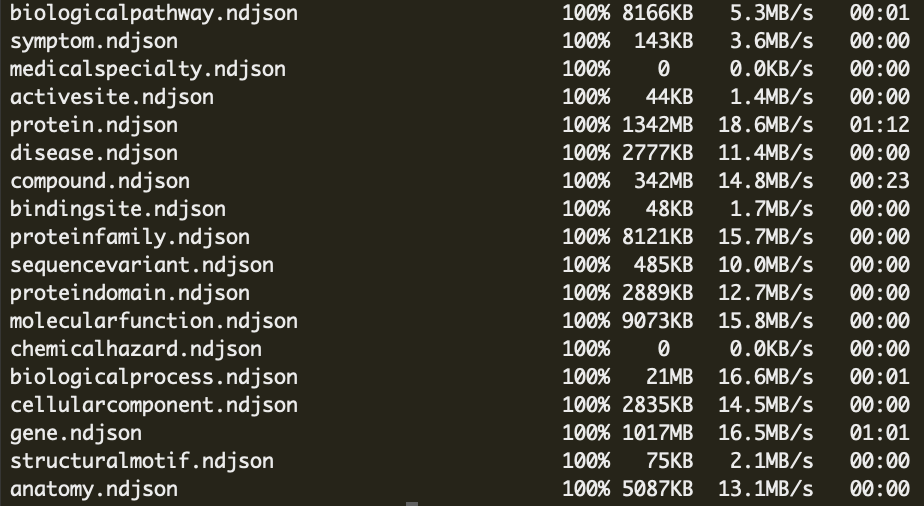 biologicalpathway.ndjson 100% 8166KB 5.3MB/s 00:01
symptom.ndjson 100% 143KB 3.6MB/s 00:00
medicalspecialty.ndjson 100% 0 0.0KB/s 00:00
activesite.ndjson 100% 44KB 1.4MB/s 00:00
protein.ndjson 100% 1342MB 18.6MB/s 01:12
disease.ndjson 100% 2777KB 11.4MB/s 00:00
compound.ndjson 100% 342MB 14.8MB/s 00:23
bindingsite.ndjson 100% 48KB 1.7MB/s 00:00
proteinfamily.ndjson 100% 8121KB 15.7MB/s 00:00
sequencevariant.ndjson 100% 485KB 10.0MB/s 00:00
proteindomain.ndjson 100% 2889KB 12.7MB/s 00:00
molecularfunction.ndjson 100% 9073KB 15.8MB/s 00:00
chemicalhazard.ndjson 100% 0 0.0KB/s 00:00
biologicalprocess.ndjson 100% 21MB 16.6MB/s 00:01
cellularcomponent.ndjson 100% 2835KB 14.5MB/s 00:00
gene.ndjson 100% 1017MB 16.5MB/s 01:01
structuralmotif.ndjson 100% 75KB 2.1MB/s 00:00
anatomy.ndjson 100% 5087KB 13.1MB/s 00:00